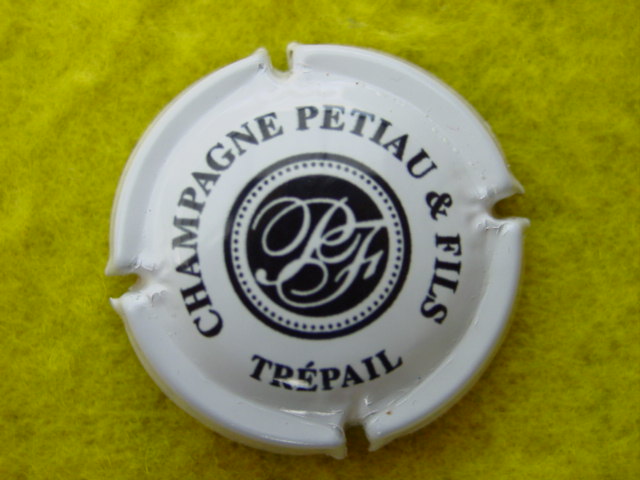 CHAMPAGNE PETIAU & FILS
PF
TRÉPAIL